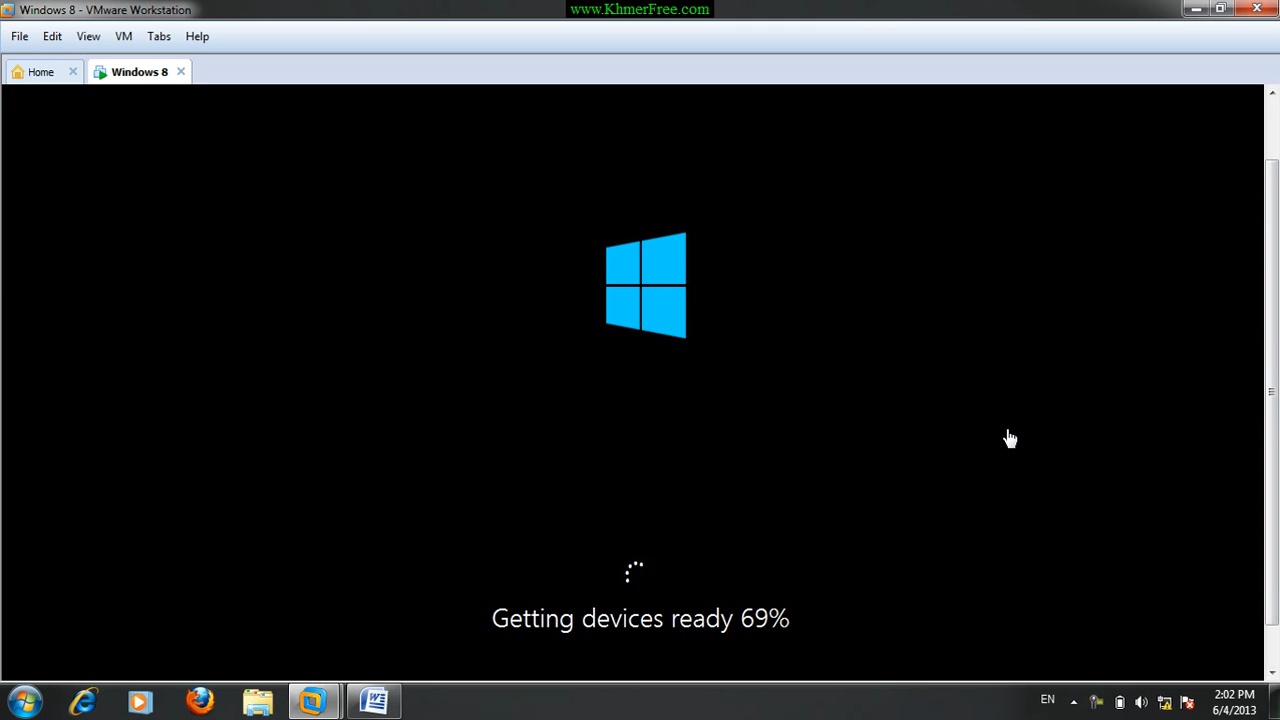 Windows 8 - VMware Workstation
www.KhmerFree.com
File Edit View VM Tabs Help
Home Windows 8
Getting devices ready 69%
EN
2:02 PM
6/4/2013